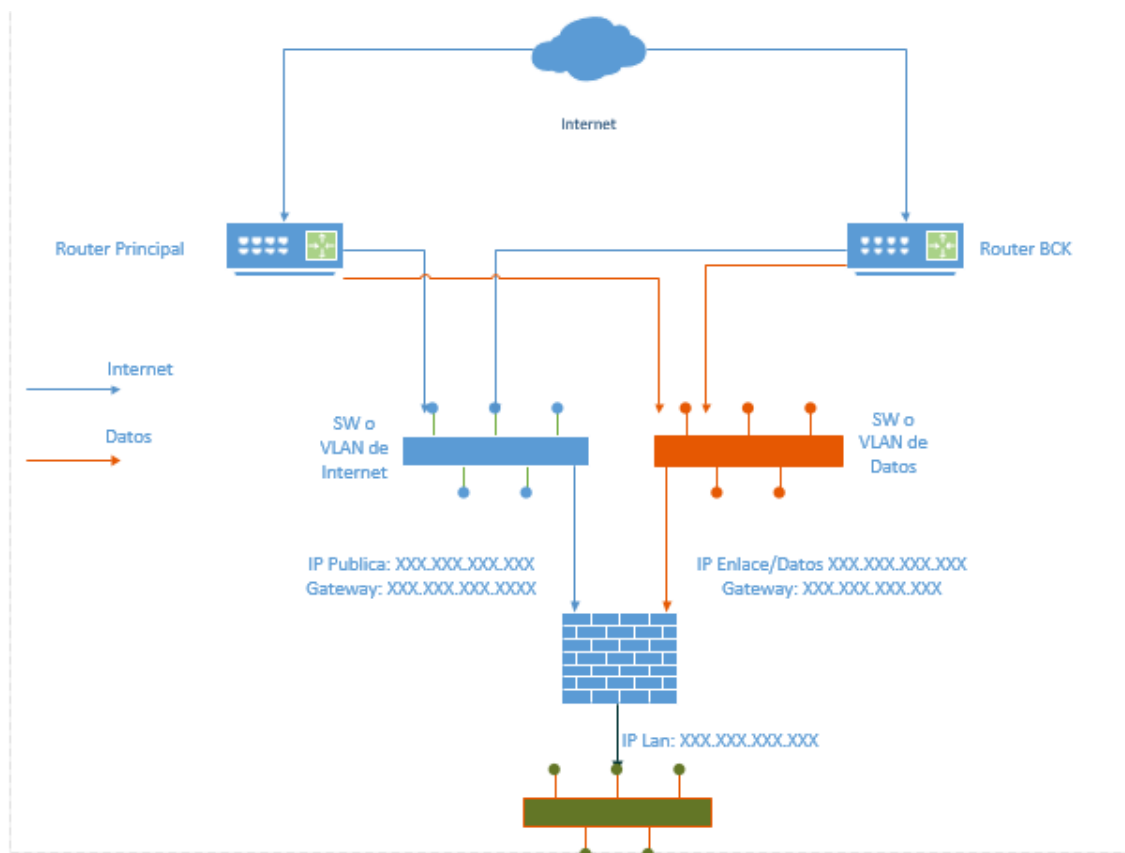 Internet
Router Principal
Router BCK
Internet
Datos
SW o
VLAN de
Internet
SW o
VLAN de
Datos
IP Publica: XXX.XXX.XXX.XXX
Gateway: XXX.XXX.XXX.XXXX
IP Enlace/Datos XXX.XXX.XXX.XXX
Gateway: XXX.XXX.XXX.XXX
IP Lan: XXX.XXX.XXX.XXX